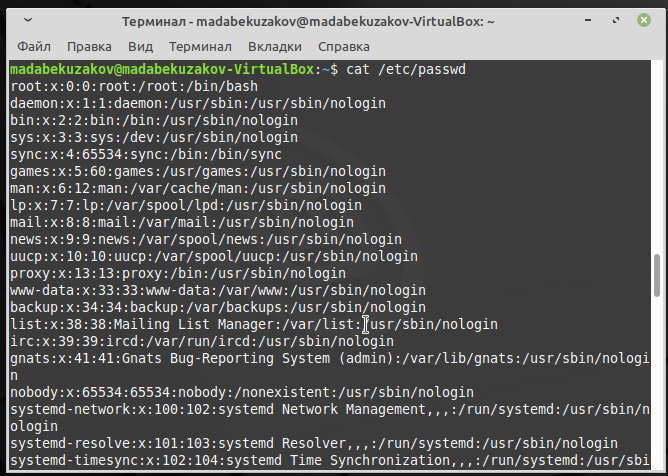 Терминал - madabekuzakov@madabekuzakov-VirtualBox: ~
Файл Правка Вид Терминал Вкладки Справка
madabekuzakov@madabekuzakov-VirtualBox:~$ cat /etc/passwd
root:x:0:0:root:/root:/bin/bash
daemon:x:1:1:daemon:/usr/sbin:/usr/sbin/nologin
bin:x:2:2:bin:/bin:/usr/sbin/nologin
sys:x:3:3:sys:/dev:/usr/sbin/nologin
sync:x:4:65534:sync:/bin:/bin/sync
games:x:5:60:games:/usr/games:/usr/sbin/nologin
man:x:6:12:man:/var/cache/man:/usr/sbin/nologin
lp:x:7:7:lp:/var/spool/lpd:/usr/sbin/nologin
mail:x:8:8:mail:/var/mail:/usr/sbin/nologin
news:x:9:9:news:/var/spool/news:/usr/sbin/nologin
uucp:x:10:10:uucp:/var/spool/uucp:/usr/sbin/nologin
proxy:x:13:13:proxy:/bin:/usr/sbin/nologin
www-data:x:33:33:www-data:/var/www:/usr/sbin/nologin
backup:x:34:34:backup:/var/backups:/usr/sbin/nologin
list:x:38:38:Mailing List Manager:/var/list:/usr/sbin/nologin
irc:x:39:39:ircd:/var/run/ircd:/usr/sbin/nologin
gnats:x:41:41:Gnats Bug-Reporting System (admin):/var/lib/gnats:/usr/sbin/nologi
n
nobody:x:65534:65534:nobody:/nonexistent:/usr/sbin/nologin
systemd-network:x:100:102:systemd Network Management,,,:/run/systemd:/usr/sbin/n
ologin
systemd-resolve:x:101:103:systemd Resolver,,,:/run/systemd:/usr/sbin/nologin
systemd-timesync:x:102:104:systemd Time Synchronization,,,:/run/systemd:/usr/sbi